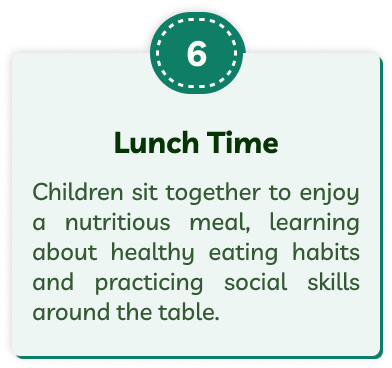 6
Lunch Time
Children sit together to enjoy
a nutritious meal, learning
about healthy eating habits
and practicing social skills
around the table.